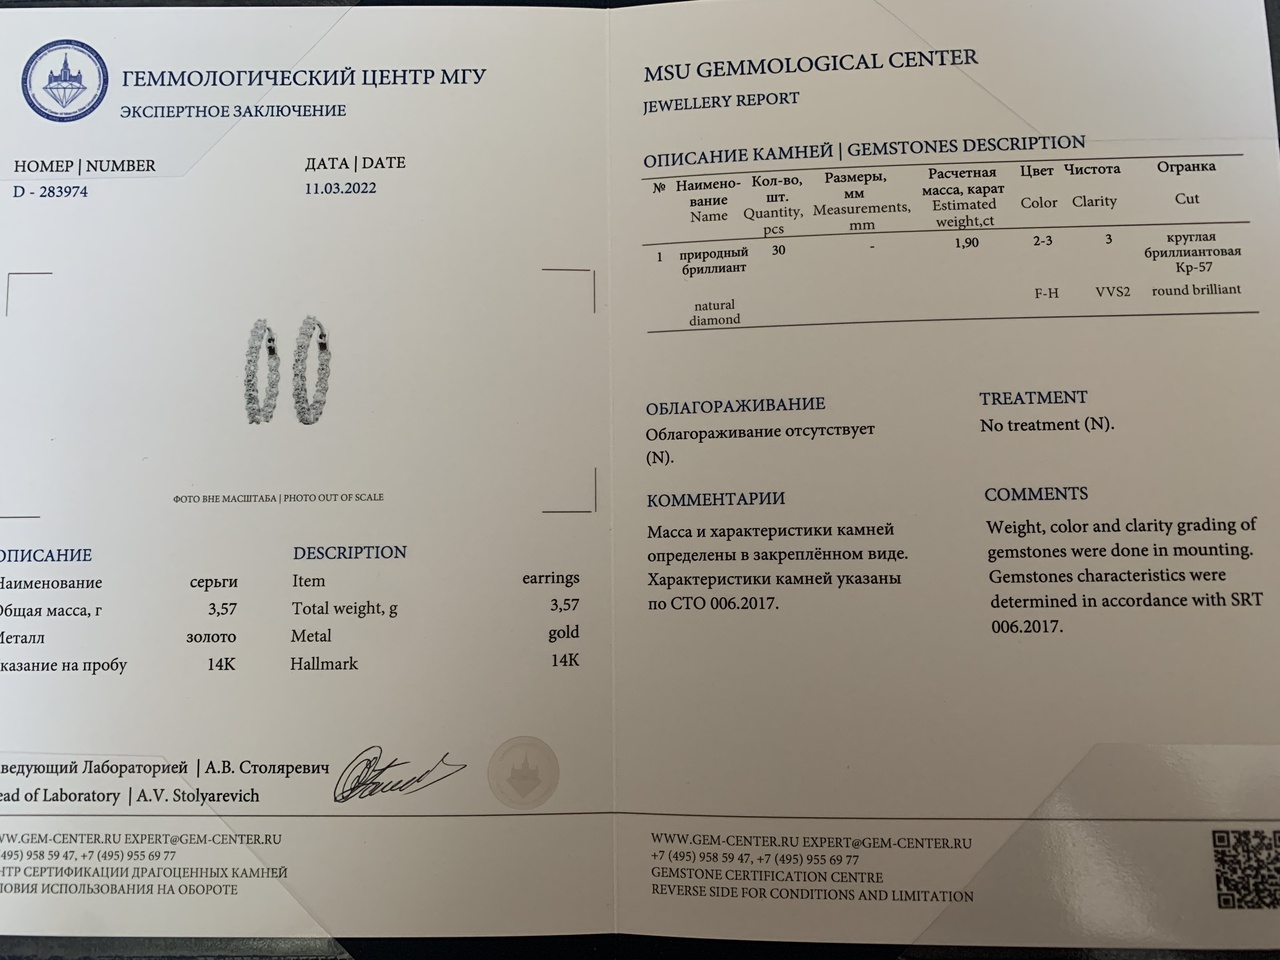 ГЕММОЛОГИЧЕСКИЙ ЦЕНТР МГУ
ЭКСПЕРТНОЕ ЗАКЛЮЧЕНИЕ
НОМЕР | NUMBER
D - 283974
ДАТА | DATE
11.03.2022
ФОТО ВНЕ МАСШТАБА | PHOTO OUT OF SCALE
ОПИСАНИЕ
Наименование серьги
Общая масса, г 3,57
Металл золото
казание на пробу 14K
DESCRIPTION
Item earrings
Total weight, g 3,57
Metal gold
Hallmark 14K
ведующий Лабораторией | А.В. Столяревич
ead of Laboratory | A.V. Stolyarevich
WW.GEM-CENTER.RU EXPERT@GEM-CENTER.RU
(495) 958 59 47, +7 (495) 955 69 77
НТР СЕРТИФИКАЦИИ ДРАГОЦЕННЫХ КАМНЕЙ
ЛОВИЯ ИСПОЛЬЗОВАНИЯ НА ОБОРОТЕ
MSU GEMMOLOGICAL CENTER
JEWELLERY REPORT
ОПИСАНИЕ КАМНЕЙ | GEMSTONES DESCRIPTION
№ Наимено- Кол-во, Размеры, Расчетная Цвет Чистота Огранка
вание шт. мм масса, карат
Name Quantity, Measurements, Estimated Color Clarity Cut
pcs mm weight,ct
1 природный 30 - 1,90 2-3 3 круглая
бриллиант бриллиантовая
Кр-57
natural F-H VVS2 round brilliant
diamond
ОБЛАГОРАЖИВАНИЕ
Облагораживание отсутствует
(N).
TREATMENT
No treatment (N).
КОММЕНТАРИИ
Масса и характеристики камней
определены в закреплённом виде.
Характеристики камней указаны
по СТО 006.2017.
COMMENTS
Weight, color and clarity grading of
gemstones were done in mounting.
Gemstones characteristics were
determined in accordance with SRT
006.2017.
WWW.GEM-CENTER.RU EXPERT@GEM-CENTER.RU
+7 (495) 958 59 47, +7 (495) 955 69 77
GEMSTONE CERTIFICATION CENTRE
REVERSE SIDE FOR CONDITIONS AND LIMITATION